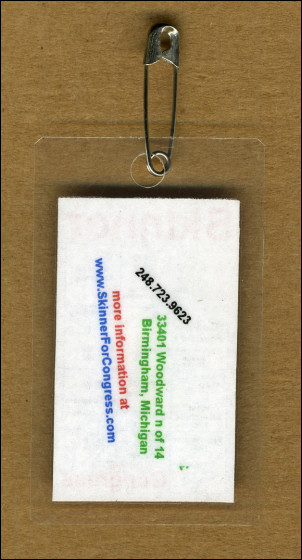 33401 Woodward n of 14
Birmingham, Michigan
248.723.9623
more information at
www.SkinnerForCongress.com